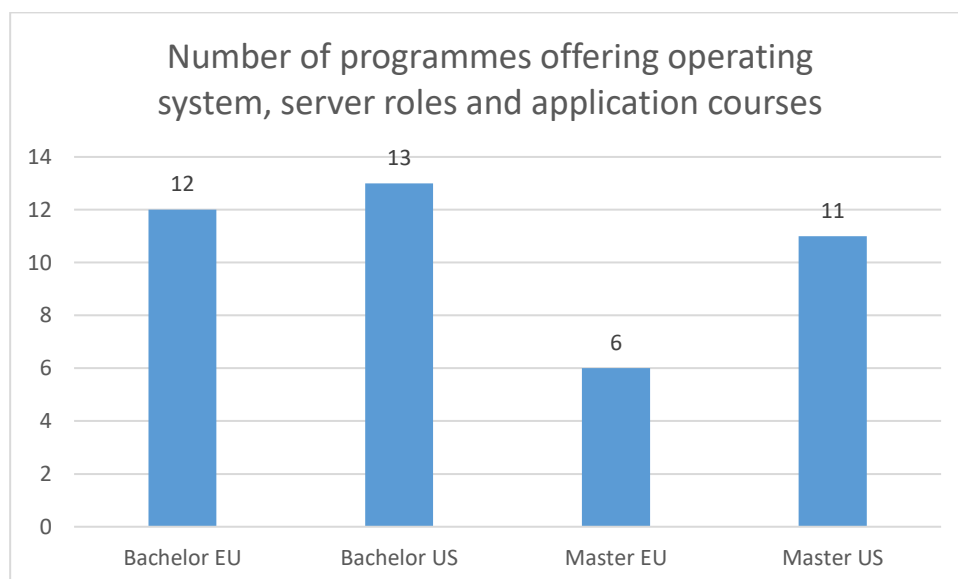 Number of programmes offering operating
system, server roles and application courses
14
12
10
8
6
4
2
0
12
13
6
11
Bachelor EU
Bachelor US
Master EU
Master US